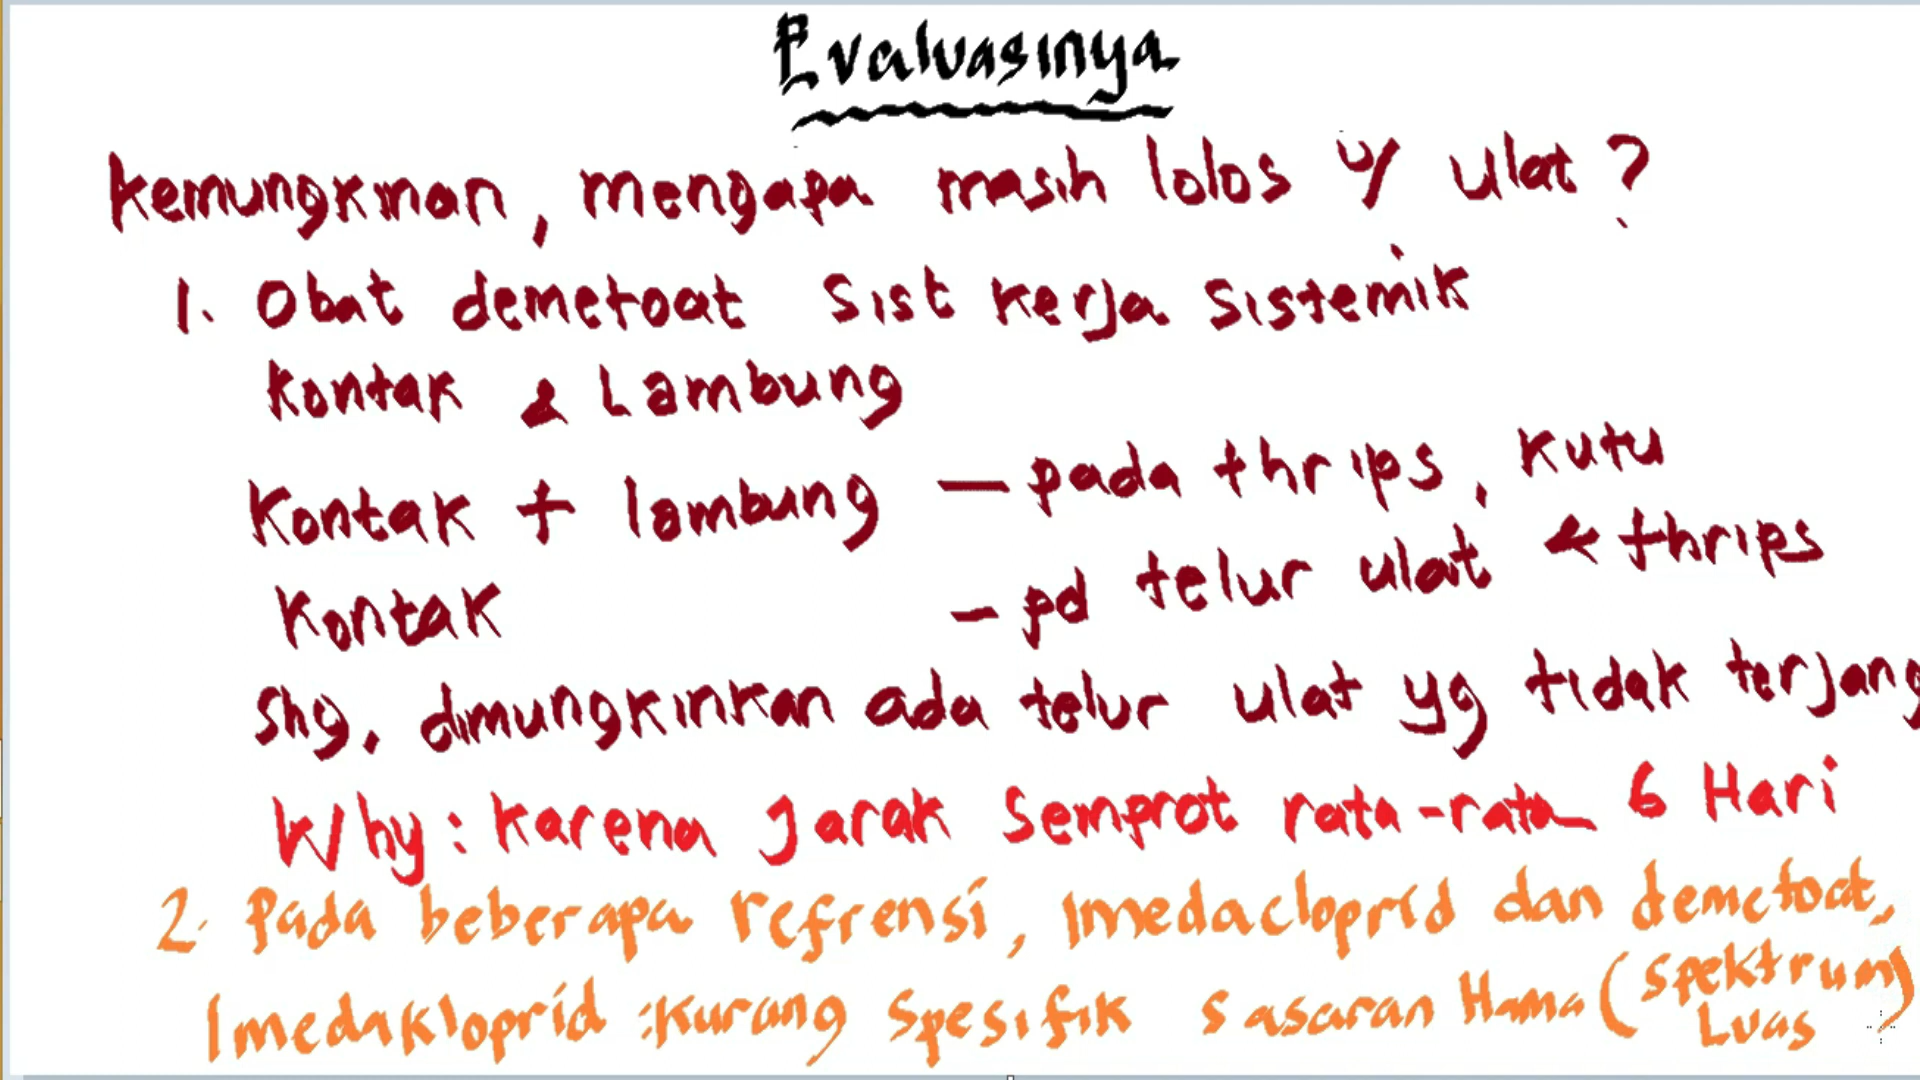 Evaluasinya
kemungkinan, mengapa masih lolos u/ Ulat?
1. Obat demetoat Sist kerja Sistemik
kontak & Lambung
Kontak + lambung - pada thrips, kutu
Kontak - pd telur ulat & thrips
Shg, dimungkinkan ada telur ulat yg tidak terjang
Why: Karena Jarak Semprot rata-rata 6 Hari
2. Pada beberapa refrensi, Imedacloprid dan demetoat,
Imedakloprid: Kurang Spesifik Sasaran Hama (Spektrum Luas)